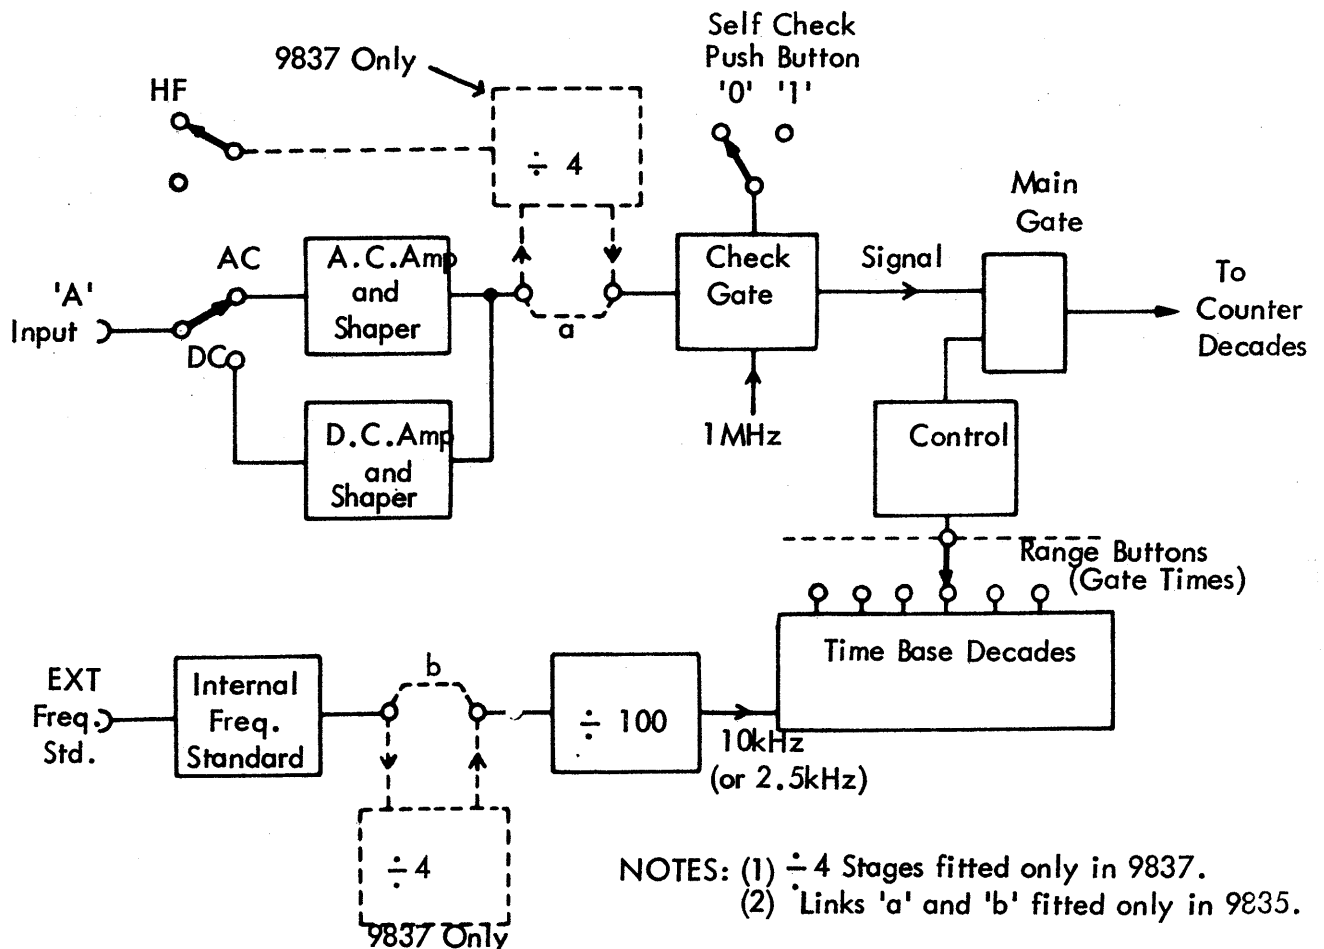 Self Check
Push Button
'0' '1'
9837 Only
HF
÷ 4
Main
Gate
AC
A.C.Amp
and
Shaper
Check
Gate
Signal
'A'
Input
To
Counter
Decades
a
DC
1MHz
Control
D.C.Amp
and
Shaper
Range Buttons
(Gate Times)
Time Base Decades
b
EXT
Freq.
Std.
Internal
Freq.
Standard
÷ 100
10kHz
(or 2.5kHz)
÷4
9837 Only
NOTES: (1) ÷4 Stages fitted only in 9837.
(2) Links 'a' and 'b' fitted only in 9835.